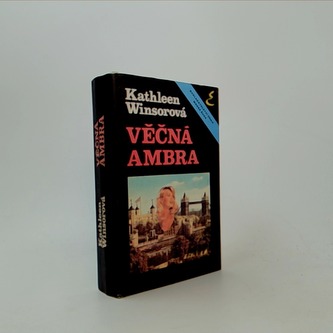 Kathleen
Winsorová
VĚČNÁ
AMBRA
VĚČNÁ
AMBRA
Kathleen
Winsorová